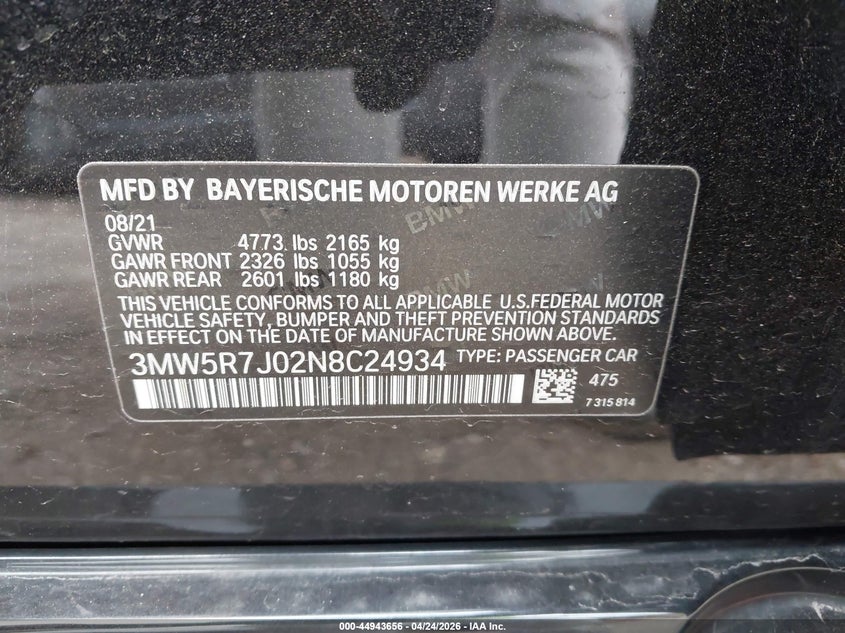 MFD BY BAYERISCHE MOTOREN WERKE AG
08/21
GVWR 4773 lbs 2165 kg
GAWR FRONT 2326 lbs 1055 kg
GAWR REAR 2601 lbs 1180 kg
THIS VEHICLE CONFORMS TO ALL APPLICABLE U.S.FEDERAL MOTOR
VEHICLE SAFETY, BUMPER AND THEFT PREVENTION STANDARDS
IN EFFECT ON THE DATE OF MANUFACTURE SHOWN ABOVE.
3MW5R7J02N8C24934 TYPE: PASSENGER CAR
475
7 315 814
BMW
BMW
BMW
000-44943656 - 04/24/2026 - IAA Inc.